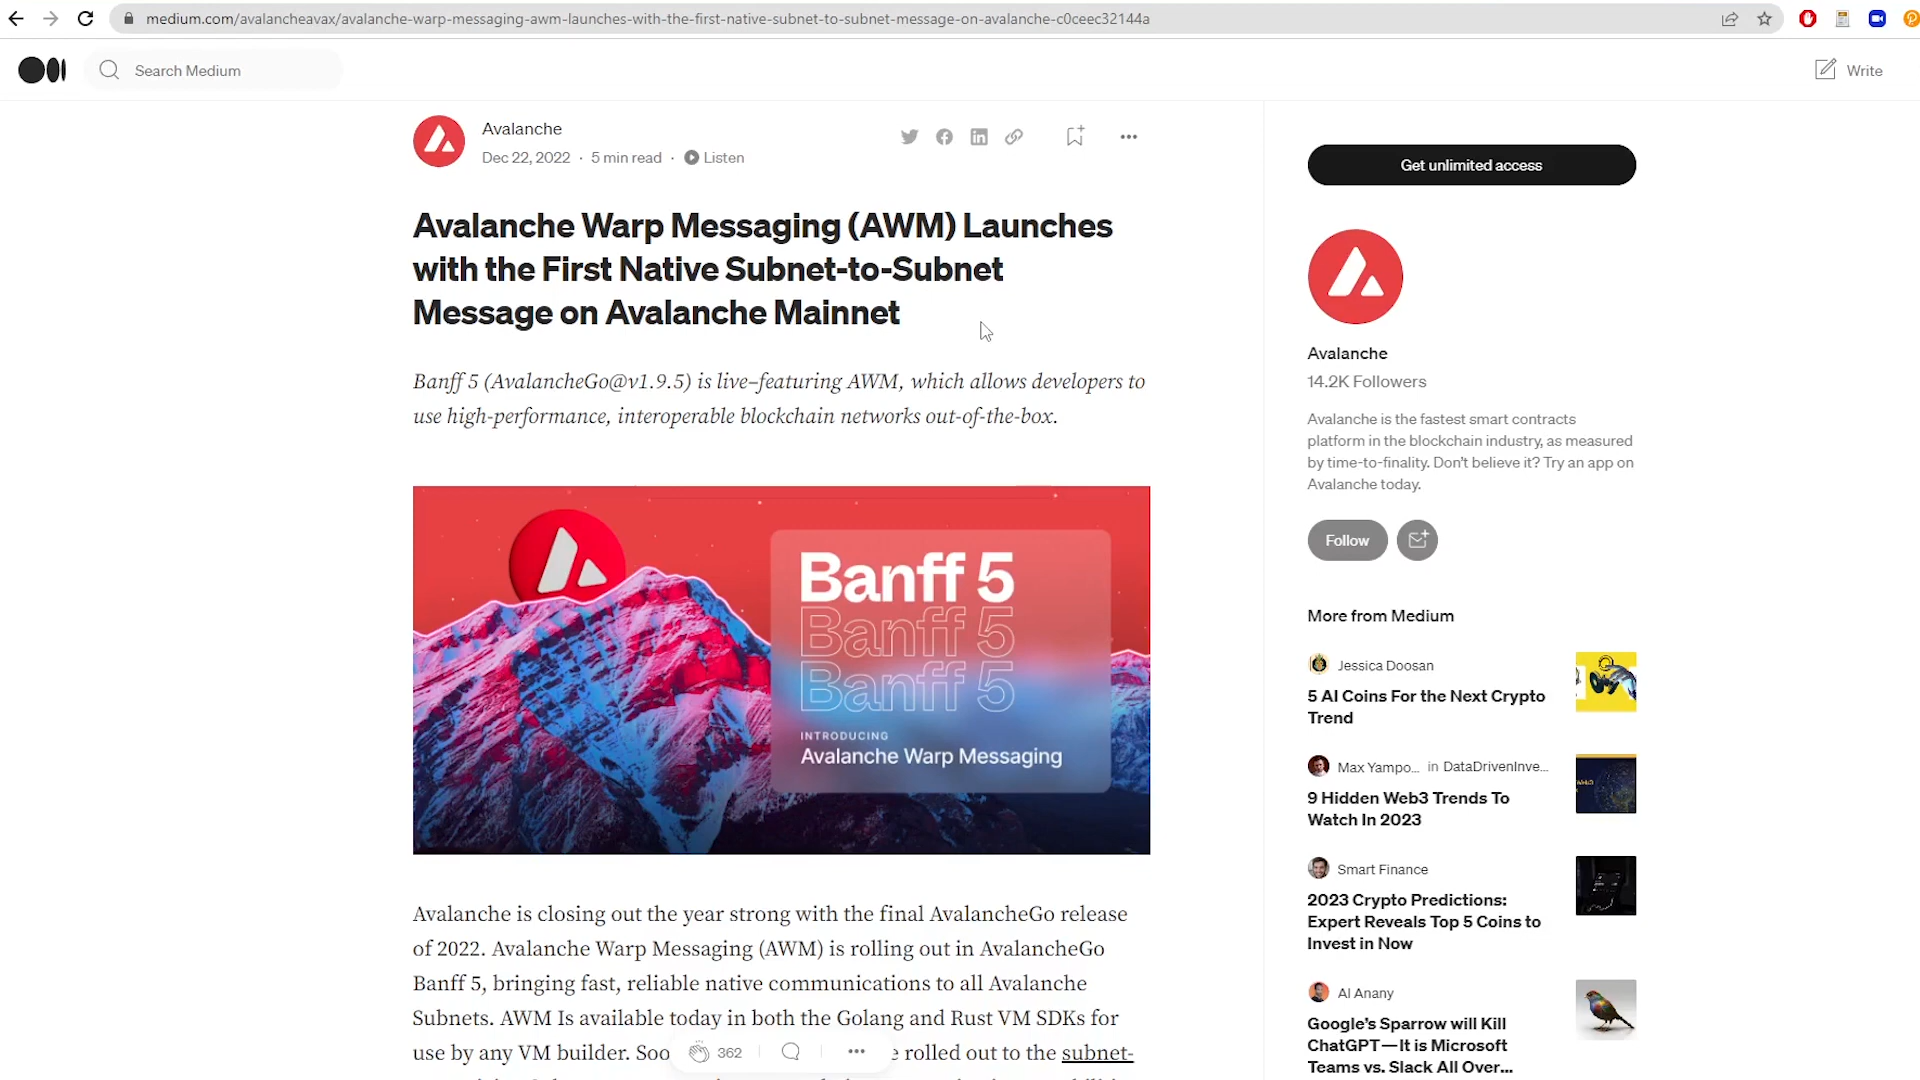 medium.com/avalancheavax/avalanche-warp-messaging-awm-launches-with-the-first-native-subnet-to-subnet-message-on-avalanche-c0ceec32144a
Search Medium
Write
Avalanche
Dec 22, 2022 · 5 min read · Listen
Avalanche Warp Messaging (AWM) Launches
with the First Native Subnet-to-Subnet
Message on Avalanche Mainnet
Banff 5 (AvalancheGo@v1.9.5) is live–featuring AWM, which allows developers to
use high-performance, interoperable blockchain networks out-of-the-box.
Banff 5
Banff 5
Banff 5
INTRODUCING
Avalanche Warp Messaging
Avalanche is closing out the year strong with the final AvalancheGo release
of 2022. Avalanche Warp Messaging (AWM) is rolling out in AvalancheGo
Banff 5, bringing fast, reliable native communications to all Avalanche
Subnets. AWM Is available today in both the Golang and Rust VM SDKs for
use by any VM builder. Soo
362
e rolled out to the subnet-
Get unlimited access
Avalanche
14.2K Followers
Avalanche is the fastest smart contracts
platform in the blockchain industry, as measured
by time-to-finality. Don't believe it? Try an app on
Avalanche today.
Follow
More from Medium
Jessica Doosan
5 AI Coins For the Next Crypto
Trend
Max Yampo... in DataDrivenInve...
9 Hidden Web3 Trends To
Watch In 2023
Smart Finance
2023 Crypto Predictions:
Expert Reveals Top 5 Coins to
Invest in Now
Al Anany
Google's Sparrow will Kill
ChatGPT — It is Microsoft
Teams vs. Slack All Over...